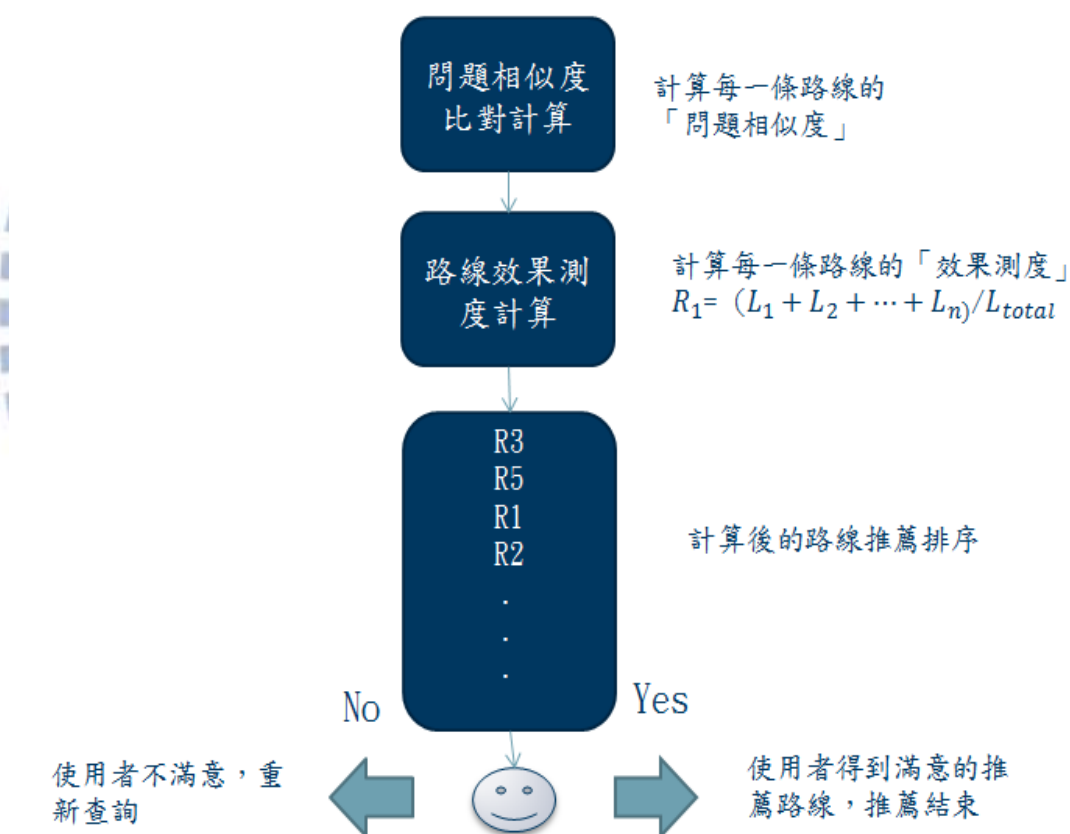 問題相似度
比對計算
計算每一條路線的
「問題相似度」
路線效果測
度計算
計算每一條路線的「效果測度」
R₁= (L₁ + L₂ + ⋯ + Lₙ)/L_total
R3
R5
R1
R2
.
.
.
計算後的路線推薦排序
No
Yes
使用者不滿意，重
新查詢
使用者得到滿意的推
薦路線，推薦結束